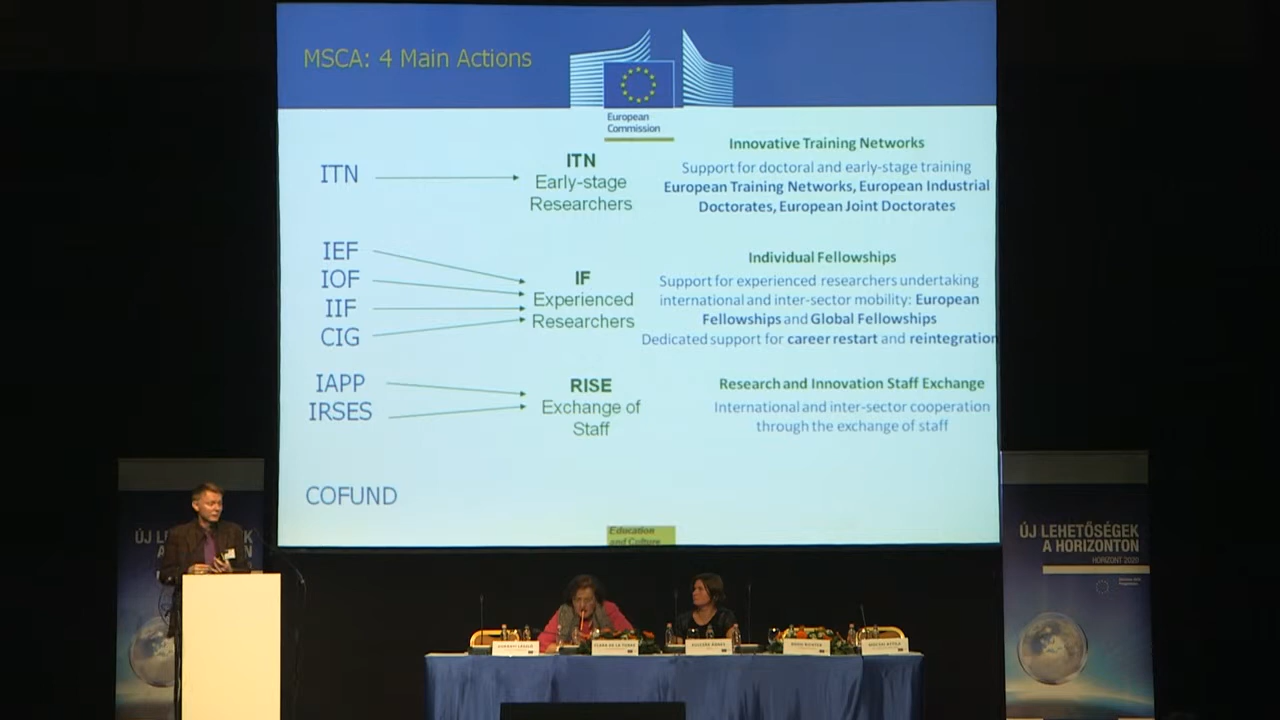 MSCA: 4 Main Actions
European
Commission
ITN
ITN
Early-stage
Researchers
Innovative Training Networks
Support for doctoral and early-stage training
European Training Networks, European Industrial
Doctorates, European Joint Doctorates
IEF
IOF
IIF
CIG
IF
Experienced
Researchers
Individual Fellowships
Support for experienced researchers undertaking
international and inter-sector mobility: European
Fellowships and Global Fellowships
Dedicated support for career restart and reintegration
IAPP
IRSES
RISE
Exchange of
Staff
Research and Innovation Staff Exchange
International and inter-sector cooperation
through the exchange of staff
COFUND
Education
and Culture
ÚJ LE K
A N
ÚJ LEHETŐSÉGEK
A HORIZONTON
HORIZONT 2020